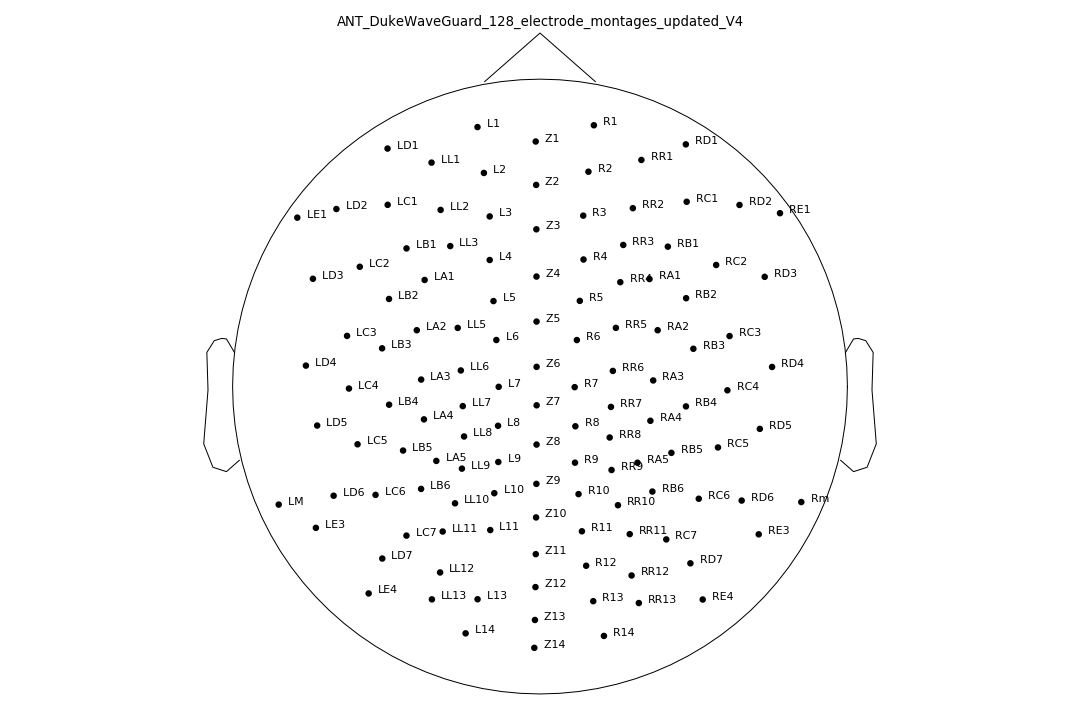 ANT_DukeWaveGuard_128_electrode_montages_updated_V4
L1 R1
Z1 RD1
LD1 LL1 RR1
L2 R2
Z2
LE1 LD2 LC1 LL2 L3 R3 RR2 RC1 RD2 RE1
Z3
LB1 LL3 RR3 RB1
L4 R4
LC2 RC2
LD3 LA1 Z4 RR4 RA1 RD3
LB2 L5 R5 RB2
Z5
LC3 LA2 LL5 RR5 RA2 RC3
LB3 L6 R6 RB3
LD4 LL6 Z6 RR6 RD4
LA3 RA3
LC4 L7 R7 RC4
LB4 LL7 Z7 RR7 RB4
LD5 LA4 L8 R8 RA4 RD5
LL8 RR8
LC5 LB5 Z8 RB5 RC5
LA5 L9 R9 RA5
LL9 RR9
LB6 Z9 RB6
LM LD6 LC6 LL10 L10 R10 RR10 RC6 RD6 Rm
Z10
LE3 LC7 LL11 L11 R11 RR11 RC7 RE3
LD7 Z11 RD7
LL12 R12 RR12
LE4 Z12
LL13 L13 R13 RR13 RE4
Z13
L14 R14
Z14